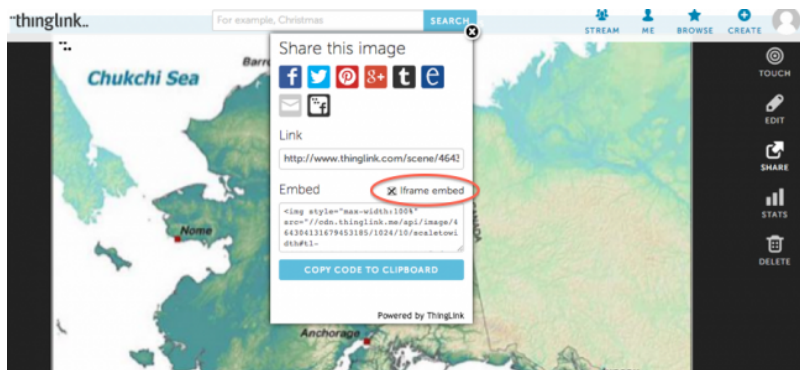 thinglink..
For example, Christmas
SEARCH
STREAM
ME
BROWSE
CREATE
Chukchi Sea
Barro
Share this image
Link
http://www.thinglink.com/scene/4643
Embed
Iframe embed
<img style="max-width:100%"
src="//cdn.thinglink.me/api/image/4
64304131679453185/1024/10/scaletowi
dth#tl-
COPY CODE TO CLIPBOARD
Powered by ThingLink
Nome
Anchorage
CANADA
TOUCH
EDIT
SHARE
STATS
DELETE